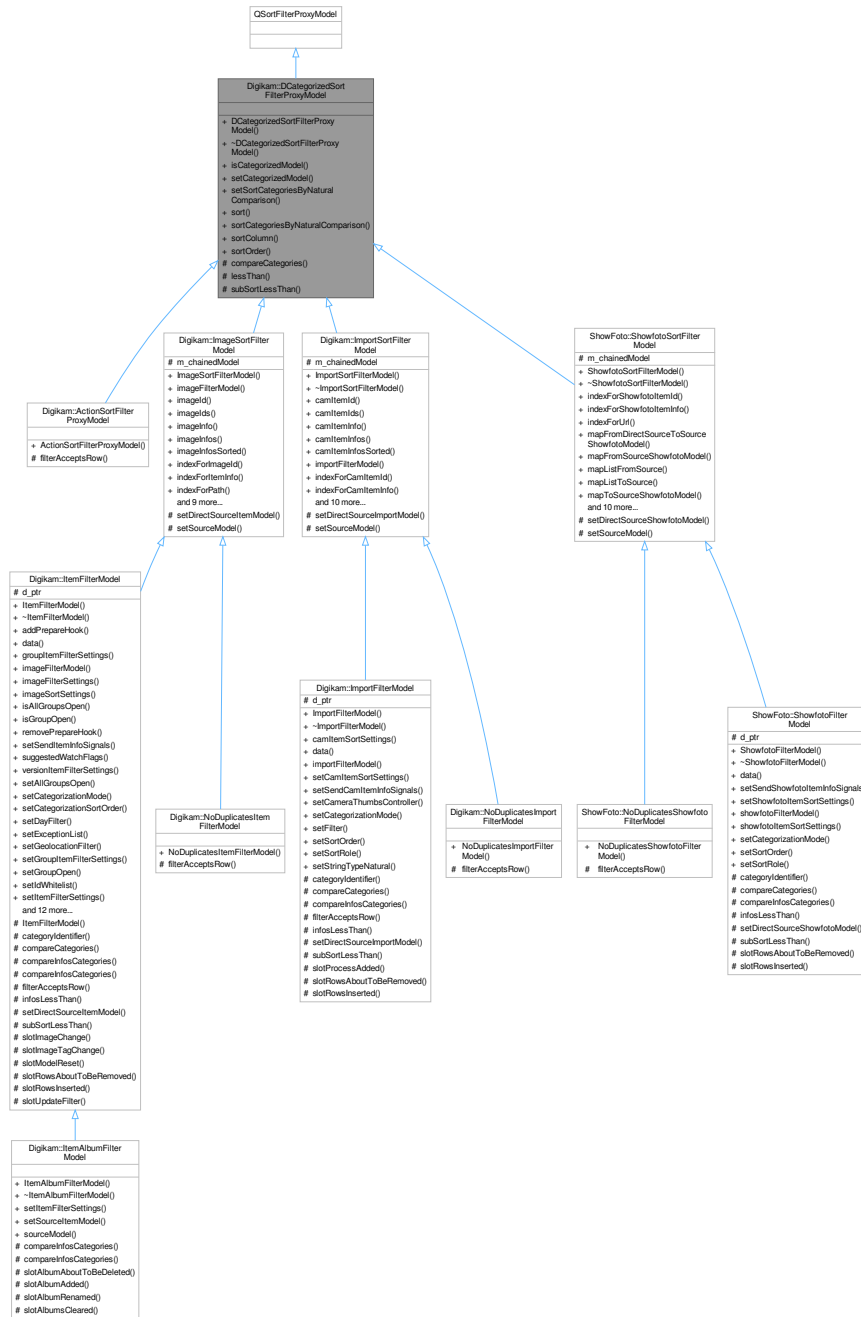 QSortFilterProxyModel
Digikam::DCategorizedSort
FilterProxyModel
+ DCategorizedSortFilterProxy
Model()
+ ~DCategorizedSortFilterProxy
Model()
+ isCategorizedModel()
+ setCategorizedModel()
+ setSortCategoriesByNatural
Comparison()
+ sort()
+ sortCategoriesByNaturalComparison()
+ sortColumn()
+ sortOrder()
# compareCategories()
# lessThan()
# subSortLessThan()
Digikam::ActionSortFilter
ProxyModel
+ ActionSortFilterProxyModel()
# filterAcceptsRow()
Digikam::ImageSortFilter
Model
# m_chainedModel
+ ImageSortFilterModel()
+ imageFilterModel()
+ imageId()
+ imageIds()
+ imageInfo()
+ imageInfos()
+ imageInfosSorted()
+ indexForImageId()
+ indexForItemInfo()
+ indexForPath()
and 9 more...
# setDirectSourceItemModel()
# setSourceModel()
Digikam::ImportSortFilter
Model
# m_chainedModel
+ ImportSortFilterModel()
+ ~ImportSortFilterModel()
+ camItemId()
+ camItemIds()
+ camItemInfo()
+ camItemInfos()
+ camItemInfosSorted()
+ importFilterModel()
+ indexForCamItemId()
+ indexForCamItemInfo()
and 10 more...
# setDirectSourceImportModel()
# setSourceModel()
ShowFoto::ShowfotoSortFilter
Model
# m_chainedModel
+ ShowfotoSortFilterModel()
+ ~ShowfotoSortFilterModel()
+ indexForShowfotoItemId()
+ indexForShowfotoItemInfo()
+ indexForUrl()
+ mapFromDirectSourceToSource
ShowfotoModel()
+ mapFromSourceShowfotoModel()
+ mapListFromSource()
+ mapListToSource()
+ mapToSourceShowfotoModel()
and 10 more...
# setDirectSourceShowfotoModel()
# setSourceModel()
Digikam::ItemFilterModel
# d_ptr
+ ItemFilterModel()
+ ~ItemFilterModel()
+ addPrepareHook()
+ data()
+ groupItemFilterSettings()
+ imageFilterModel()
+ imageFilterSettings()
+ imageSortSettings()
+ isAllGroupsOpen()
+ isGroupOpen()
+ removePrepareHook()
+ setSendItemInfoSignals()
+ suggestedWatchFlags()
+ versionItemFilterSettings()
+ setAllGroupsOpen()
+ setCategorizationMode()
+ setCategorizationSortOrder()
+ setDayFilter()
+ setExceptionList()
+ setGeolocationFilter()
+ setGroupItemFilterSettings()
+ setGroupOpen()
+ setIdWhitelist()
+ setItemFilterSettings()
and 12 more...
# ItemFilterModel()
# categoryIdentifier()
# compareCategories()
# compareInfosCategories()
# compareInfosCategories()
# filterAcceptsRow()
# infosLessThan()
# setDirectSourceItemModel()
# subSortLessThan()
# slotImageChange()
# slotImageTagChange()
# slotModelReset()
# slotRowsAboutToBeRemoved()
# slotRowsInserted()
# slotUpdateFilter()
Digikam::NoDuplicatesItem
FilterModel
+ NoDuplicatesItemFilterModel()
# filterAcceptsRow()
Digikam::ImportFilterModel
# d_ptr
+ ImportFilterModel()
+ ~ImportFilterModel()
+ camItemSortSettings()
+ data()
+ importFilterModel()
+ setCamItemSortSettings()
+ setSendCamItemInfoSignals()
+ setCameraThumbsController()
+ setCategorizationMode()
+ setFilter()
+ setSortOrder()
+ setSortRole()
+ setStringTypeNatural()
# categoryIdentifier()
# compareCategories()
# compareInfosCategories()
# filterAcceptsRow()
# infosLessThan()
# setDirectSourceImportModel()
# subSortLessThan()
# slotProcessAdded()
# slotRowsAboutToBeRemoved()
# slotRowsInserted()
Digikam::NoDuplicatesImport
FilterModel
+ NoDuplicatesImportFilter
Model()
# filterAcceptsRow()
ShowFoto::NoDuplicatesShowfoto
FilterModel
+ NoDuplicatesShowfotoFilter
Model()
# filterAcceptsRow()
ShowFoto::ShowfotoFilter
Model
# d_ptr
+ ShowfotoFilterModel()
+ ~ShowfotoFilterModel()
+ data()
+ setSendShowfotoItemInfoSignals()
+ setShowfotoItemSortSettings()
+ showfotoFilterModel()
+ showfotoItemSortSettings()
+ setCategorizationMode()
+ setSortOrder()
+ setSortRole()
# categoryIdentifier()
# compareCategories()
# compareInfosCategories()
# infosLessThan()
# setDirectSourceShowfotoModel()
# subSortLessThan()
# slotRowsAboutToBeRemoved()
# slotRowsInserted()
Digikam::ItemAlbumFilter
Model
+ ItemAlbumFilterModel()
+ ~ItemAlbumFilterModel()
+ setItemFilterSettings()
+ setSourceItemModel()
+ sourceModel()
# compareInfosCategories()
# compareInfosCategories()
# slotAlbumAboutToBeDeleted()
# slotAlbumAdded()
# slotAlbumRenamed()
# slotAlbumsCleared()